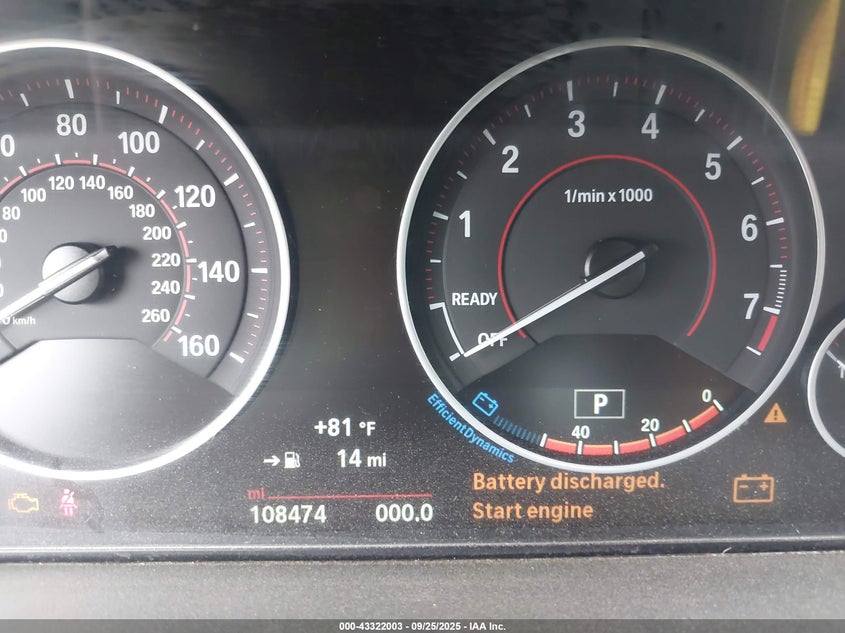 80
100
120
140
160
80
100
120
140
160
180
200
220
240
260
km/h
1
2
3
4
5
6
7
1/min x 1000
READY
OFF
P
40
20
0
EfficientDynamics
+81 °F
14 mi
mi
108474 000.0
Battery discharged.
Start engine
000-43322003 - 09/25/2025 - IAA Inc.